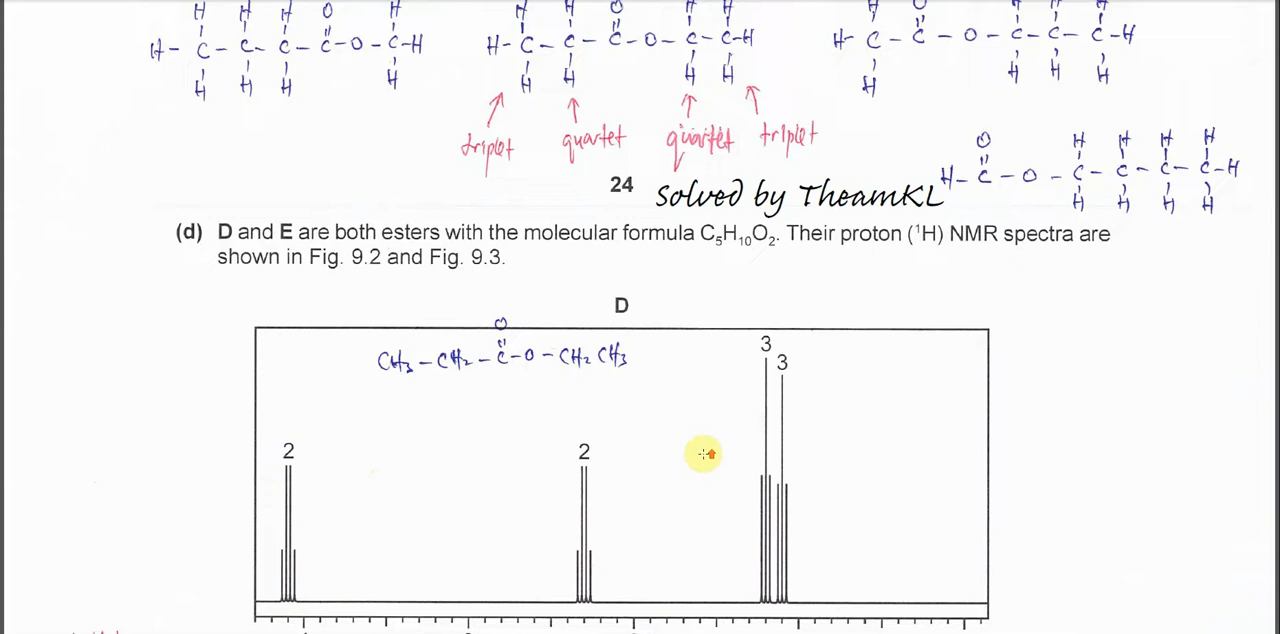 H H H O H
H- C - C- C - C-O - C-H
H H H H
H H O H H
H- C - C - C -O- C - C-H
H H H H
triplet quartet quartet triplet
H O H H H
H- C - C - O - C - C - C -H
H H H H
O H H H H
H- C - O - C - C - C - C-H
H H H H
24
Solved by TheamKL
(d) D and E are both esters with the molecular formula C₅H₁₀O₂. Their proton (¹H) NMR spectra are
shown in Fig. 9.2 and Fig. 9.3.
D
O
CH₃ - CH₂ - C - O - CH₂ CH₃
3
3
2
2